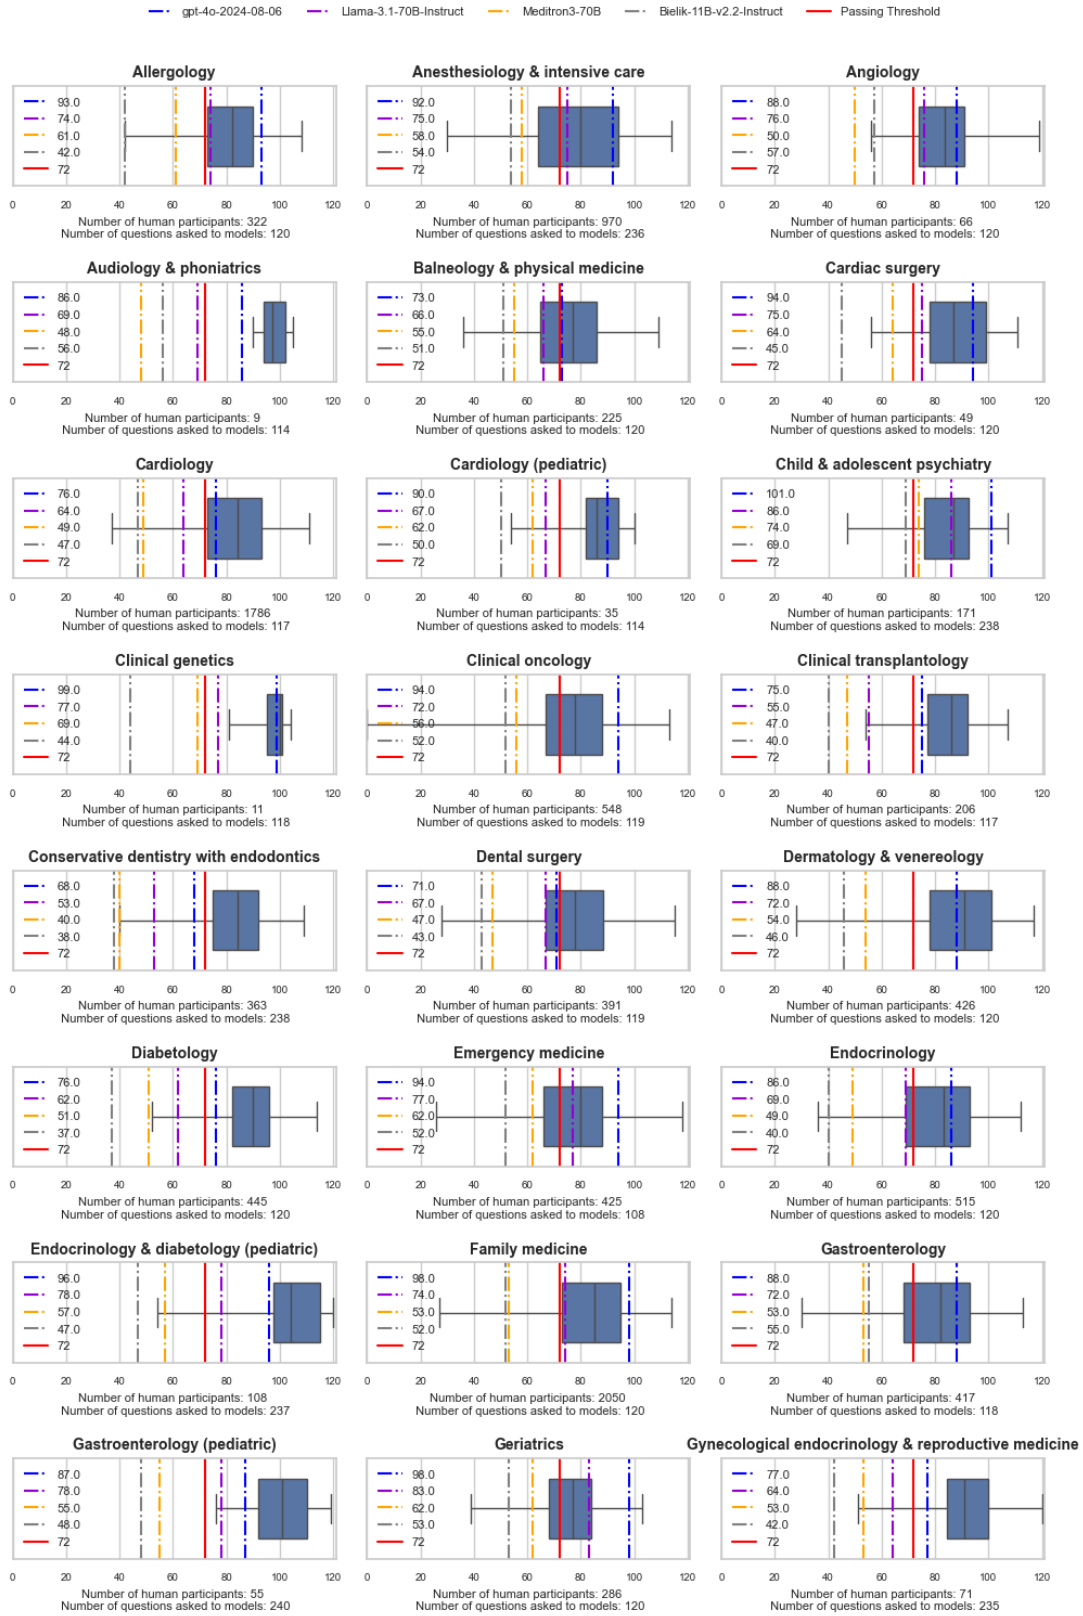 gpt-4o-2024-08-06 Llama-3.1-70B-Instruct Meditron3-70B Bielik-11B-v2.2-Instruct Passing Threshold
Allergology
93.0
74.0
61.0
42.0
72
0 20 40 60 80 100 120
Number of human participants: 322
Number of questions asked to models: 120
Anesthesiology & intensive care
92.0
75.0
58.0
54.0
72
0 20 40 60 80 100 120
Number of human participants: 970
Number of questions asked to models: 236
Angiology
88.0
76.0
50.0
57.0
72
0 20 40 60 80 100 120
Number of human participants: 66
Number of questions asked to models: 120
Audiology & phoniatrics
86.0
69.0
48.0
56.0
72
0 20 40 60 80 100 120
Number of human participants: 9
Number of questions asked to models: 114
Balneology & physical medicine
73.0
66.0
55.0
51.0
72
0 20 40 60 80 100 120
Number of human participants: 225
Number of questions asked to models: 120
Cardiac surgery
94.0
75.0
64.0
45.0
72
0 20 40 60 80 100 120
Number of human participants: 49
Number of questions asked to models: 120
Cardiology
76.0
64.0
49.0
47.0
72
0 20 40 60 80 100 120
Number of human participants: 1786
Number of questions asked to models: 117
Cardiology (pediatric)
90.0
67.0
62.0
50.0
72
0 20 40 60 80 100 120
Number of human participants: 35
Number of questions asked to models: 114
Child & adolescent psychiatry
101.0
86.0
74.0
69.0
72
0 20 40 60 80 100 120
Number of human participants: 171
Number of questions asked to models: 238
Clinical genetics
99.0
77.0
69.0
44.0
72
0 20 40 60 80 100 120
Number of human participants: 11
Number of questions asked to models: 118
Clinical oncology
94.0
72.0
56.0
52.0
72
0 20 40 60 80 100 120
Number of human participants: 548
Number of questions asked to models: 119
Clinical transplantology
75.0
55.0
47.0
40.0
72
0 20 40 60 80 100 120
Number of human participants: 206
Number of questions asked to models: 117
Conservative dentistry with endodontics
68.0
53.0
40.0
38.0
72
0 20 40 60 80 100 120
Number of human participants: 363
Number of questions asked to models: 238
Dental surgery
71.0
67.0
47.0
43.0
72
0 20 40 60 80 100 120
Number of human participants: 391
Number of questions asked to models: 119
Dermatology & venereology
88.0
72.0
54.0
46.0
72
0 20 40 60 80 100 120
Number of human participants: 426
Number of questions asked to models: 120
Diabetology
76.0
62.0
51.0
37.0
72
0 20 40 60 80 100 120
Number of human participants: 445
Number of questions asked to models: 120
Emergency medicine
94.0
77.0
62.0
52.0
72
0 20 40 60 80 100 120
Number of human participants: 425
Number of questions asked to models: 108
Endocrinology
86.0
69.0
49.0
40.0
72
0 20 40 60 80 100 120
Number of human participants: 515
Number of questions asked to models: 120
Endocrinology & diabetology (pediatric)
96.0
78.0
57.0
47.0
72
0 20 40 60 80 100 120
Number of human participants: 108
Number of questions asked to models: 237
Family medicine
98.0
74.0
53.0
52.0
72
0 20 40 60 80 100 120
Number of human participants: 2050
Number of questions asked to models: 120
Gastroenterology
88.0
72.0
53.0
55.0
72
0 20 40 60 80 100 120
Number of human participants: 417
Number of questions asked to models: 118
Gastroenterology (pediatric)
87.0
78.0
55.0
48.0
72
0 20 40 60 80 100 120
Number of human participants: 55
Number of questions asked to models: 240
Geriatrics
98.0
83.0
62.0
53.0
72
0 20 40 60 80 100 120
Number of human participants: 286
Number of questions asked to models: 120
Gynecological endocrinology & reproductive medicine
77.0
64.0
53.0
42.0
72
0 20 40 60 80 100 120
Number of human participants: 71
Number of questions asked to models: 235